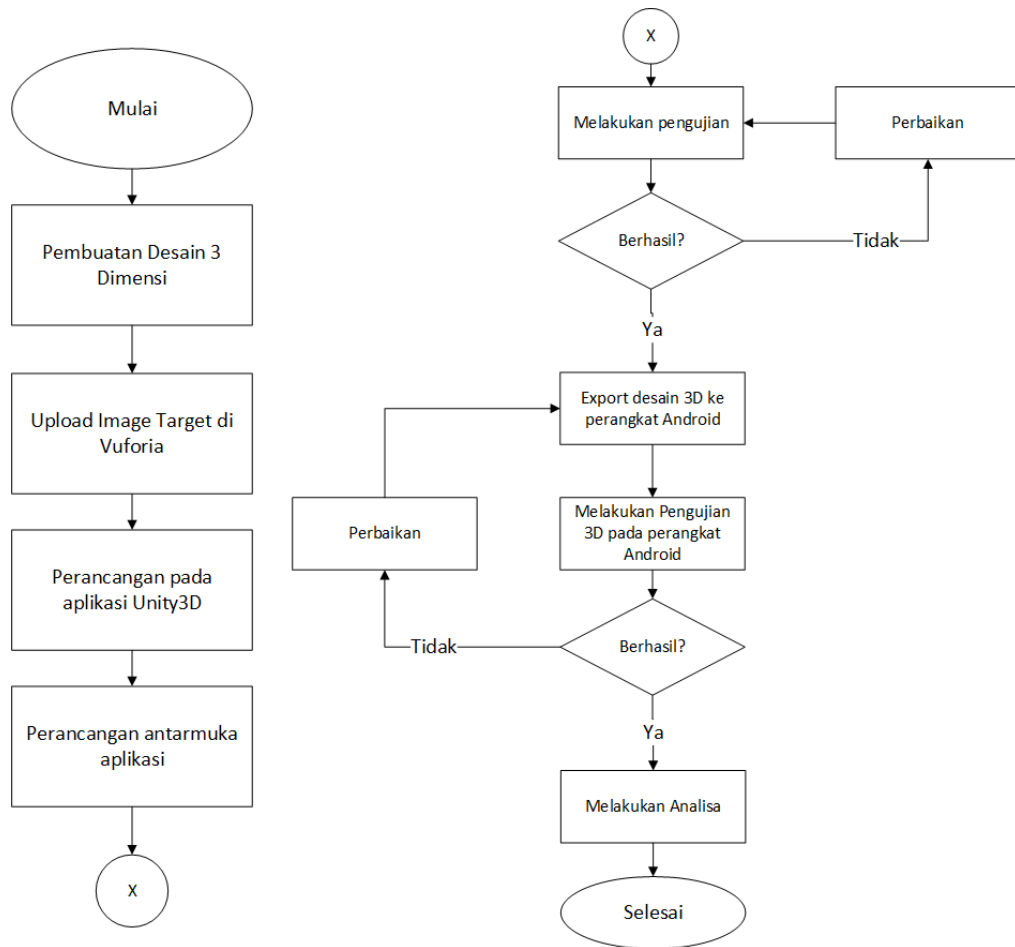 Mulai
Pembuatan Desain 3
Dimensi
Upload Image Target di
Vuforia
Perancangan pada
aplikasi Unity3D
Perancangan antarmuka
aplikasi
X
X
Melakukan pengujian
Perbaikan
Berhasil?
Tidak
Ya
Export desain 3D ke
perangkat Android
Melakukan Pengujian
3D pada perangkat
Android
Perbaikan
Berhasil?
Tidak
Ya
Melakukan Analisa
Selesai